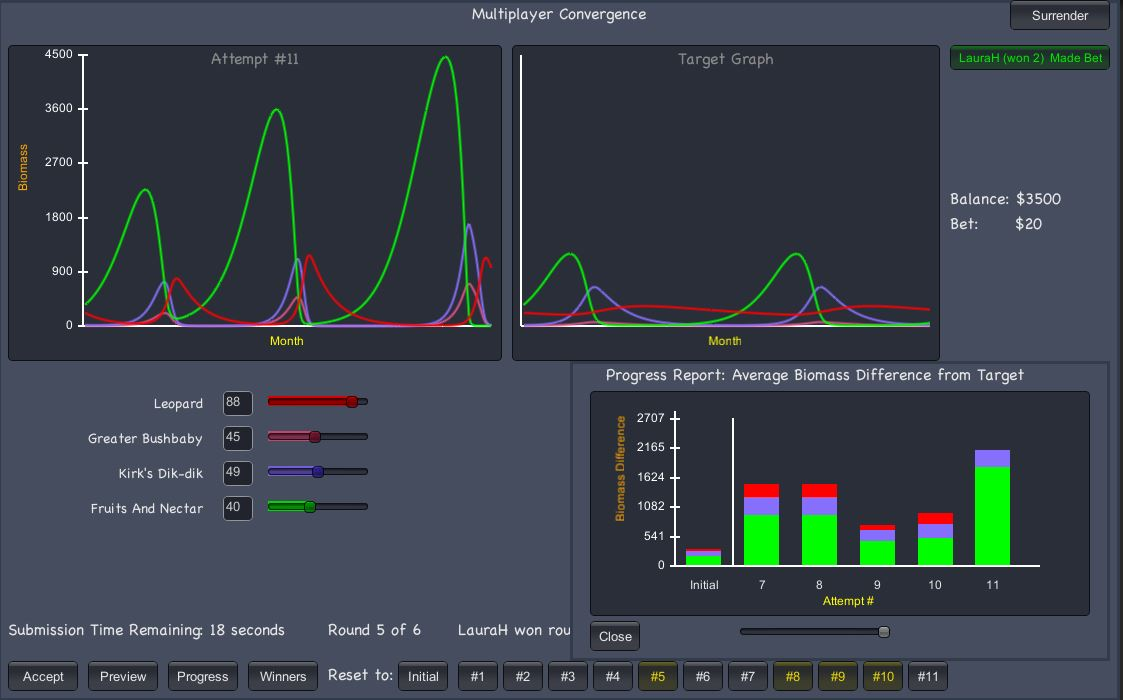 Multiplayer Convergence
Surrender
Attempt #11
Target Graph
LauraH (won 2) Made Bet
4500
3600
2700
1800
900
0
Biomass
Month
Month
Balance: $3500
Bet: $20
Leopard 88
Greater Bushbaby 45
Kirk's Dik-dik 49
Fruits And Nectar 40
Progress Report: Average Biomass Difference from Target
2707
2165
1624
1082
541
0
Biomass Difference
Initial 7 8 9 10 11
Attempt #
Submission Time Remaining: 18 seconds Round 5 of 6 LauraH won rou
Close
Accept Preview Progress Winners Reset to: Initial #1 #2 #3 #4 #5 #6 #7 #8 #9 #10 #11